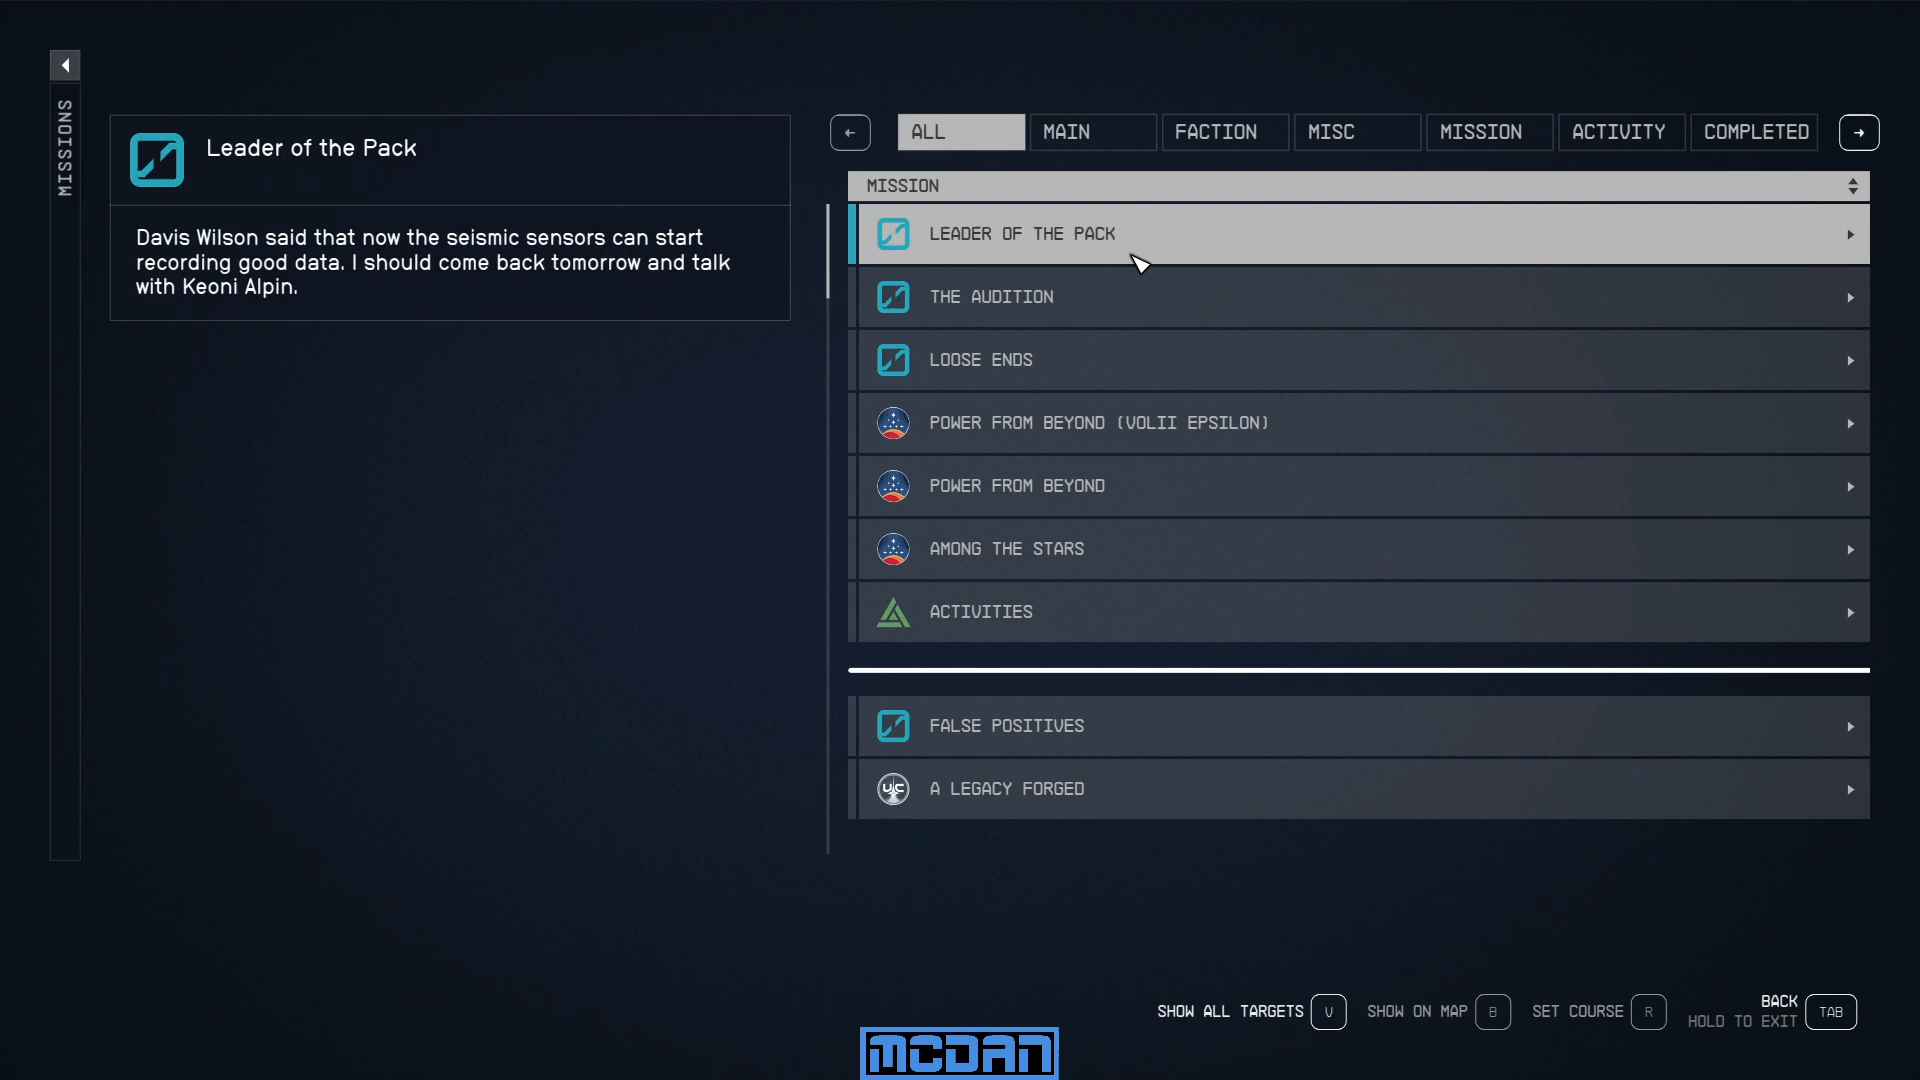 MISSIONS
Leader of the Pack
Davis Wilson said that now the seismic sensors can start
recording good data. I should come back tomorrow and talk
with Keoni Alpin.
ALL MAIN FACTION MISC MISSION ACTIVITY COMPLETED
MISSION
LEADER OF THE PACK
THE AUDITION
LOOSE ENDS
POWER FROM BEYOND (VOLII EPSILON)
POWER FROM BEYOND
AMONG THE STARS
ACTIVITIES
FALSE POSITIVES
UC A LEGACY FORGED
SHOW ALL TARGETS V SHOW ON MAP B SET COURSE R BACK TAB
HOLD TO EXIT
MCDAN